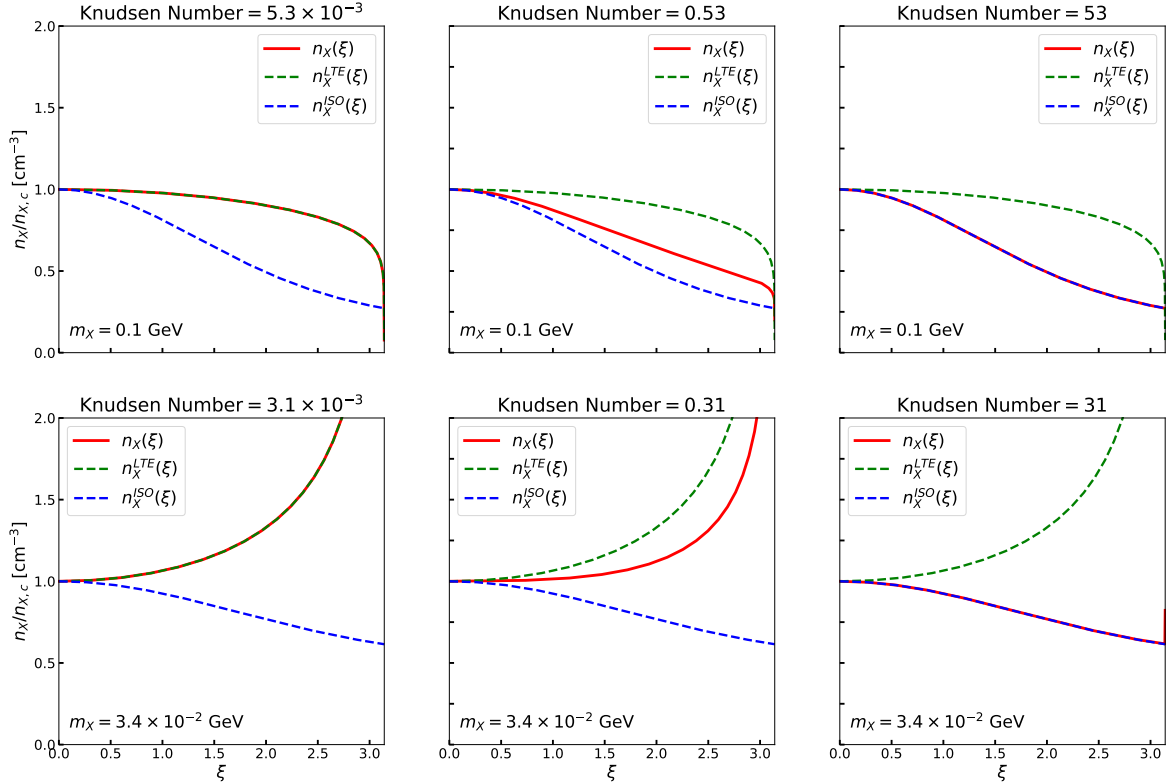 Knudsen Number = 5.3 × 10⁻³
2.0
1.5
1.0
0.5
0.0
n_X/n_{X,c} [cm⁻³]
n_X(ξ)
n_X^{LTE}(ξ)
n_X^{ISO}(ξ)
m_X = 0.1 GeV
Knudsen Number = 0.53
n_X(ξ)
n_X^{LTE}(ξ)
n_X^{ISO}(ξ)
m_X = 0.1 GeV
Knudsen Number = 53
n_X(ξ)
n_X^{LTE}(ξ)
n_X^{ISO}(ξ)
m_X = 0.1 GeV
Knudsen Number = 3.1 × 10⁻³
2.0
1.5
1.0
0.5
0.0
n_X/n_{X,c} [cm⁻³]
n_X(ξ)
n_X^{LTE}(ξ)
n_X^{ISO}(ξ)
m_X = 3.4 × 10⁻² GeV
0.0 0.5 1.0 1.5 2.0 2.5 3.0
ξ
Knudsen Number = 0.31
n_X(ξ)
n_X^{LTE}(ξ)
n_X^{ISO}(ξ)
m_X = 3.4 × 10⁻² GeV
0.0 0.5 1.0 1.5 2.0 2.5 3.0
ξ
Knudsen Number = 31
n_X(ξ)
n_X^{LTE}(ξ)
n_X^{ISO}(ξ)
m_X = 3.4 × 10⁻² GeV
0.0 0.5 1.0 1.5 2.0 2.5 3.0
ξ